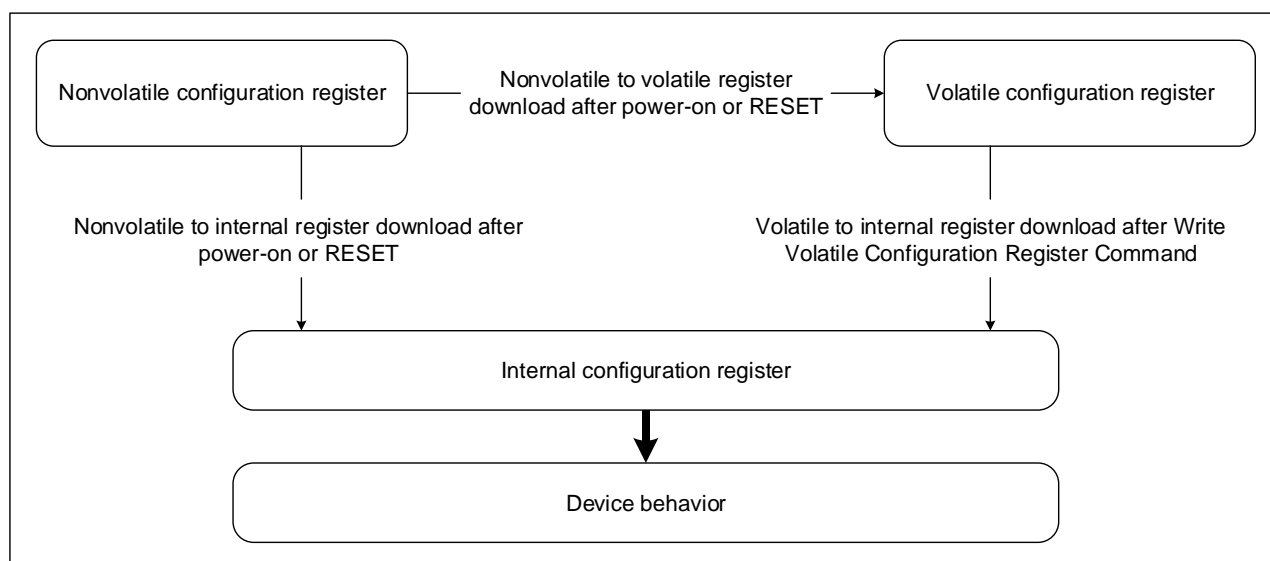 Nonvolatile configuration register
Nonvolatile to volatile register
download after power-on or RESET
Volatile configuration register
Nonvolatile to internal register download after
power-on or RESET
Volatile to internal register download after Write
Volatile Configuration Register Command
Internal configuration register
Device behavior